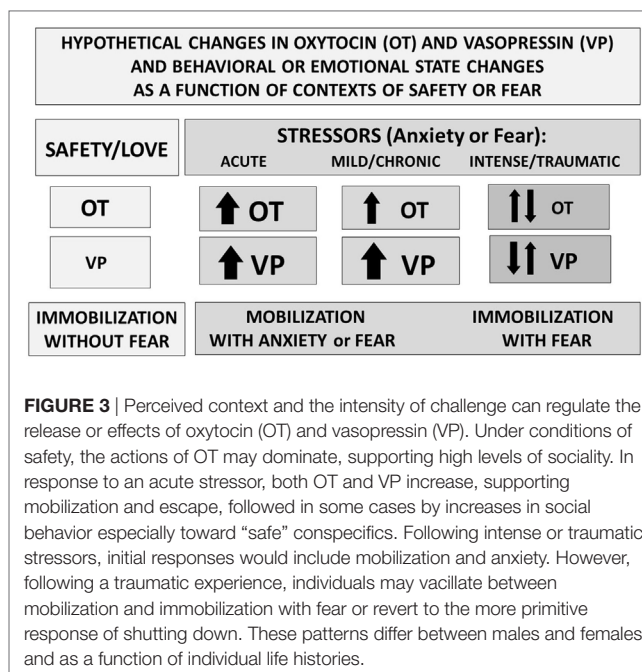 HYPOTHETICAL CHANGES IN OXYTOCIN (OT) AND VASOPRESSIN (VP)
AND BEHAVIORAL OR EMOTIONAL STATE CHANGES
AS A FUNCTION OF CONTEXTS OF SAFETY OR FEAR
SAFETY/LOVE
STRESSORS (Anxiety or Fear):
ACUTE MILD/CHRONIC INTENSE/TRAUMATIC
OT OT OT OT
VP VP VP VP
IMMOBILIZATION
WITHOUT FEAR
MOBILIZATION
WITH ANXIETY or FEAR
IMMOBILIZATION
WITH FEAR
FIGURE 3 | Perceived context and the intensity of challenge can regulate the
release or effects of oxytocin (OT) and vasopressin (VP). Under conditions of
safety, the actions of OT may dominate, supporting high levels of sociality. In
response to an acute stressor, both OT and VP increase, supporting
mobilization and escape, followed in some cases by increases in social
behavior especially toward “safe” conspecifics. Following intense or traumatic
stressors, initial responses would include mobilization and anxiety. However,
following a traumatic experience, individuals may vacillate between
mobilization and immobilization with fear or revert to the more primitive
response of shutting down. These patterns differ between males and females
and as a function of individual life histories.